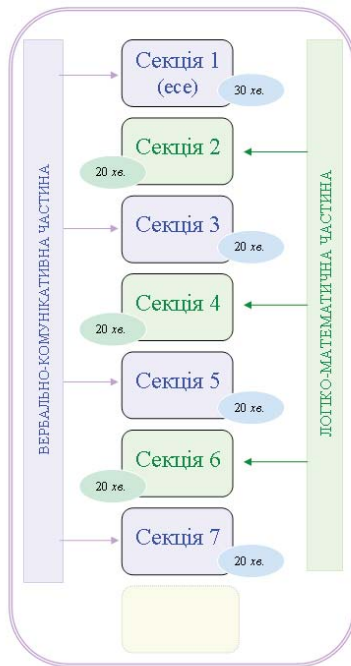 Секція 1
(есе)
30 хв.
Секція 2
20 хв.
Секція 3
20 хв.
Секція 4
20 хв.
Секція 5
20 хв.
Секція 6
20 хв.
Секція 7
20 хв.
ВЕРБАЛЬНО-КОМУНІКАТИВНА ЧАСТИНА
ЛОГІКО-МАТЕМАТИЧНА ЧАСТИНА